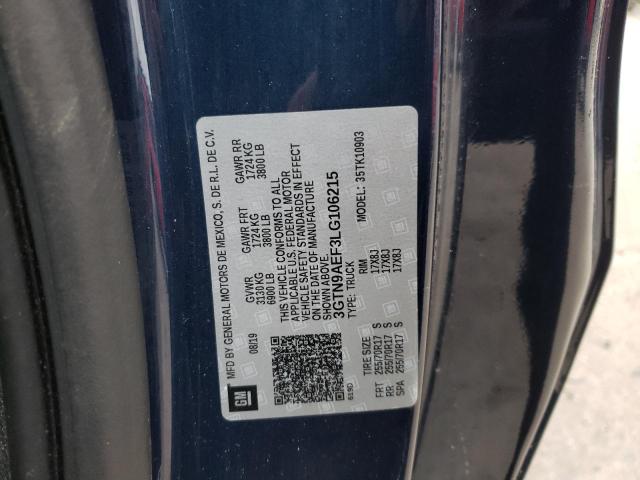 MFD BY GENERAL MOTORS DE MEXICO, S. DE R.L. DE C.V.
08/19 GVWR GAWR FRT GAWR RR
3130 KG 1724 KG 1724 KG
6900 LB 3800 LB 3800 LB
GM
THIS VEHICLE CONFORMS TO ALL
APPLICABLE U.S. FEDERAL MOTOR
VEHICLE SAFETY STANDARDS IN EFFECT
ON THE DATE OF MANUFACTURE SHOWN ABOVE.
3GTN9AEF3LG106215
TYPE: TRUCK MODEL: 35TK10903
TIRE SIZE RIM
FRT 255/70R17 S 17X8J
RR 255/70R17 S 17X8J
SPA 255/70R17 S 17X8J